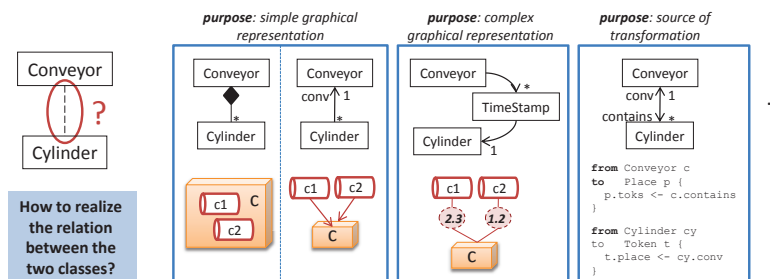 Conveyor
?
Cylinder
How to realize
the relation
between the
two classes?
purpose: simple graphical
representation
Conveyor
*
Cylinder
c1
C
c2
Conveyor
conv 1
*
Cylinder
c1 c2
C
purpose: complex
graphical representation
Conveyor
*
TimeStamp
Cylinder
1
c1 c2
2.3 1.2
C
purpose: source of
transformation
Conveyor
conv 1
contains *
Cylinder
from Conveyor c
to Place p {
p.toks <- c.contains
}
from Cylinder cy
to Token t {
t.place <- cy.conv
}